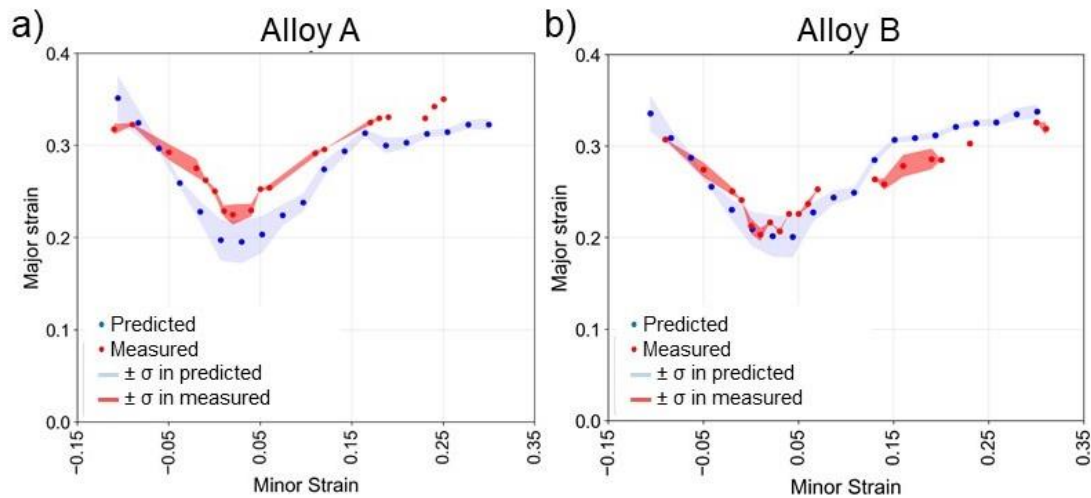 a)
Alloy A
0.4
0.3
0.2
0.1
0.0
Major strain
Predicted
Measured
± σ in predicted
± σ in measured
−0.15
−0.05
0.05
0.15
0.25
0.35
Minor Strain
b)
Alloy B
0.4
0.3
0.2
0.1
0.0
Major strain
Predicted
Measured
± σ in predicted
± σ in measured
−0.15
−0.05
0.05
0.15
0.25
0.35
Minor Strain